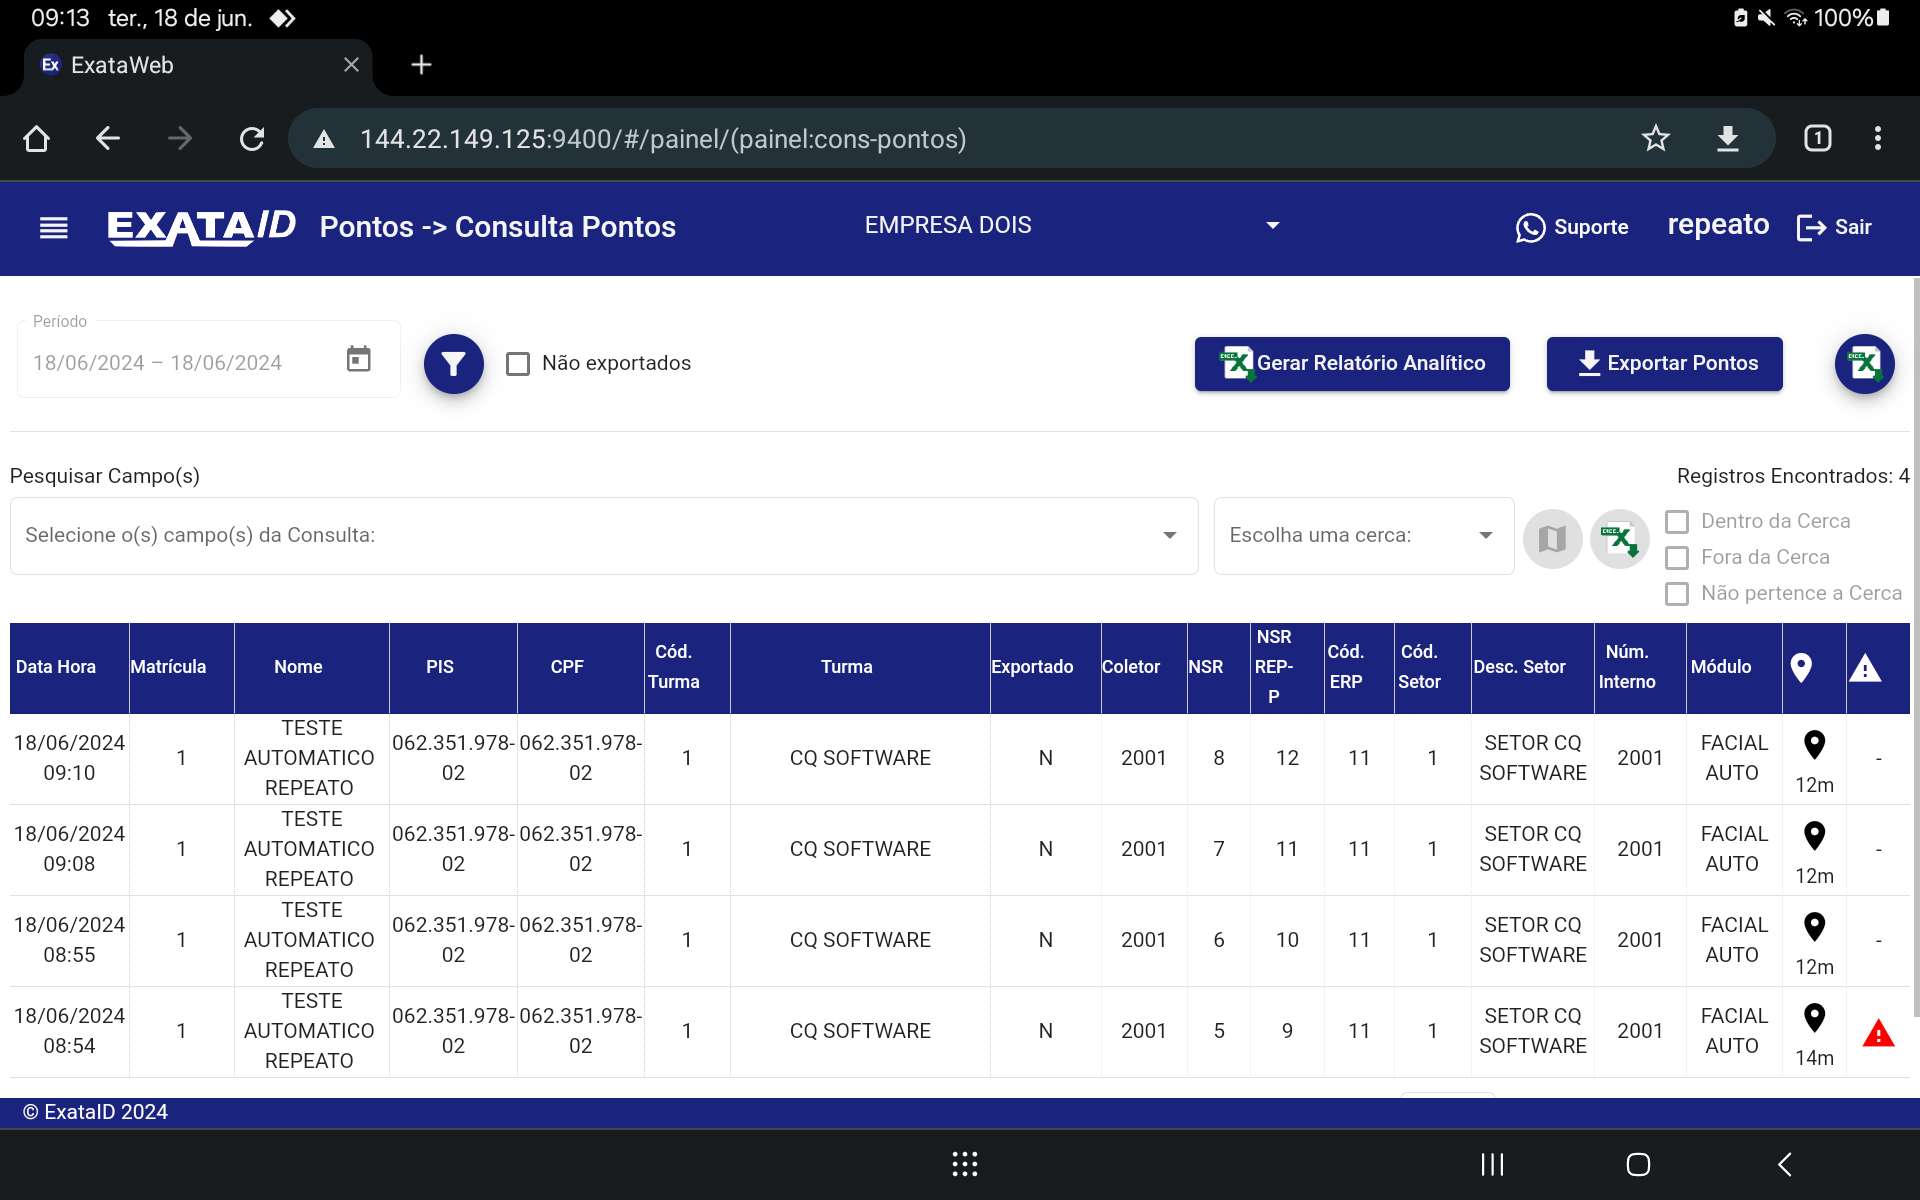 09:13 ter., 18 de jun. 100%
Ex ExataWeb
144.22.149.125:9400/#/painel/(painel:cons-pontos) 1
EXATAID Pontos -> Consulta Pontos EMPRESA DOIS Suporte repeato Sair
Período
18/06/2024 – 18/06/2024 Não exportados Gerar Relatório Analítico Exportar Pontos
Pesquisar Campo(s) Registros Encontrados: 4
Selecione o(s) campo(s) da Consulta: Escolha uma cerca: Dentro da Cerca
Fora da Cerca
Não pertence a Cerca
Data Hora Matrícula Nome PIS CPF Cód. Turma Turma Exportado Coletor NSR NSR REP-P Cód. ERP Cód. Setor Desc. Setor Núm. Interno Módulo
18/06/2024 09:10 1 TESTE AUTOMATICO REPEATO 062.351.978-02 062.351.978-02 1 CQ SOFTWARE N 2001 8 12 11 1 SETOR CQ SOFTWARE 2001 FACIAL AUTO 12m -
18/06/2024 09:08 1 TESTE AUTOMATICO REPEATO 062.351.978-02 062.351.978-02 1 CQ SOFTWARE N 2001 7 11 11 1 SETOR CQ SOFTWARE 2001 FACIAL AUTO 12m -
18/06/2024 08:55 1 TESTE AUTOMATICO REPEATO 062.351.978-02 062.351.978-02 1 CQ SOFTWARE N 2001 6 10 11 1 SETOR CQ SOFTWARE 2001 FACIAL AUTO 12m -
18/06/2024 08:54 1 TESTE AUTOMATICO REPEATO 062.351.978-02 062.351.978-02 1 CQ SOFTWARE N 2001 5 9 11 1 SETOR CQ SOFTWARE 2001 FACIAL AUTO 14m
© ExataID 2024